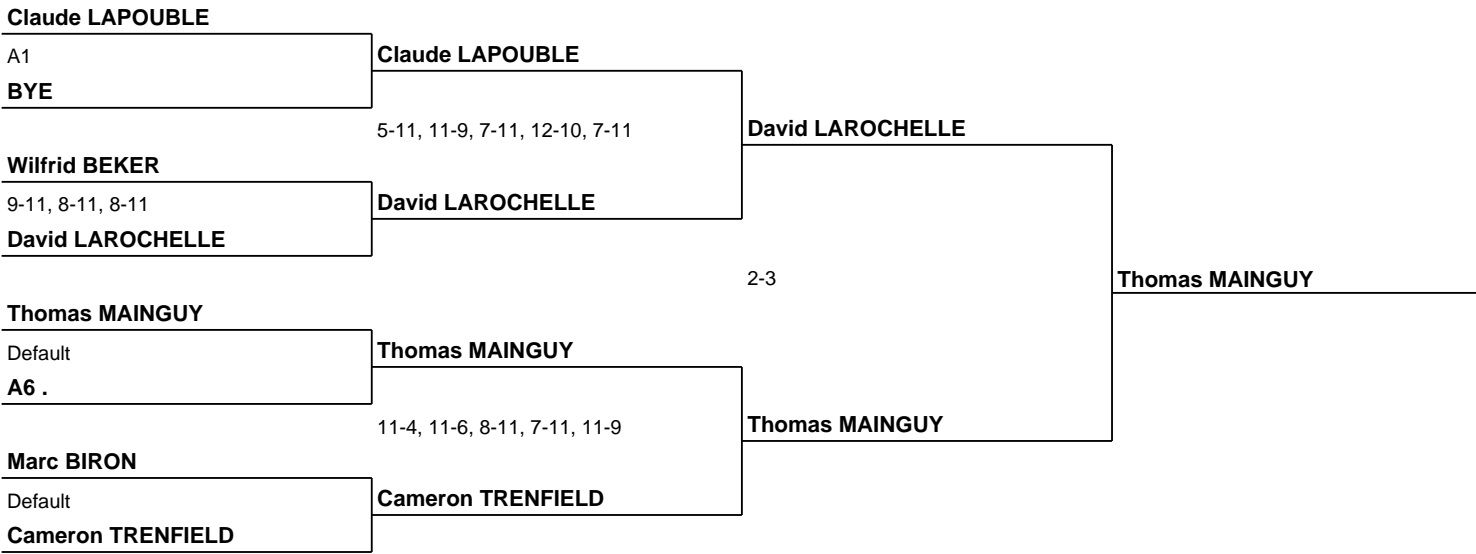 Claude LAPOUBLE
A1
Claude LAPOUBLE
BYE
5-11, 11-9, 7-11, 12-10, 7-11
David LAROCHELLE
Wilfrid BEKER
9-11, 8-11, 8-11
David LAROCHELLE
David LAROCHELLE
2-3
Thomas MAINGUY
Thomas MAINGUY
Default
Thomas MAINGUY
A6 .
11-4, 11-6, 8-11, 7-11, 11-9
Thomas MAINGUY
Marc BIRON
Default
Cameron TRENFIELD
Cameron TRENFIELD